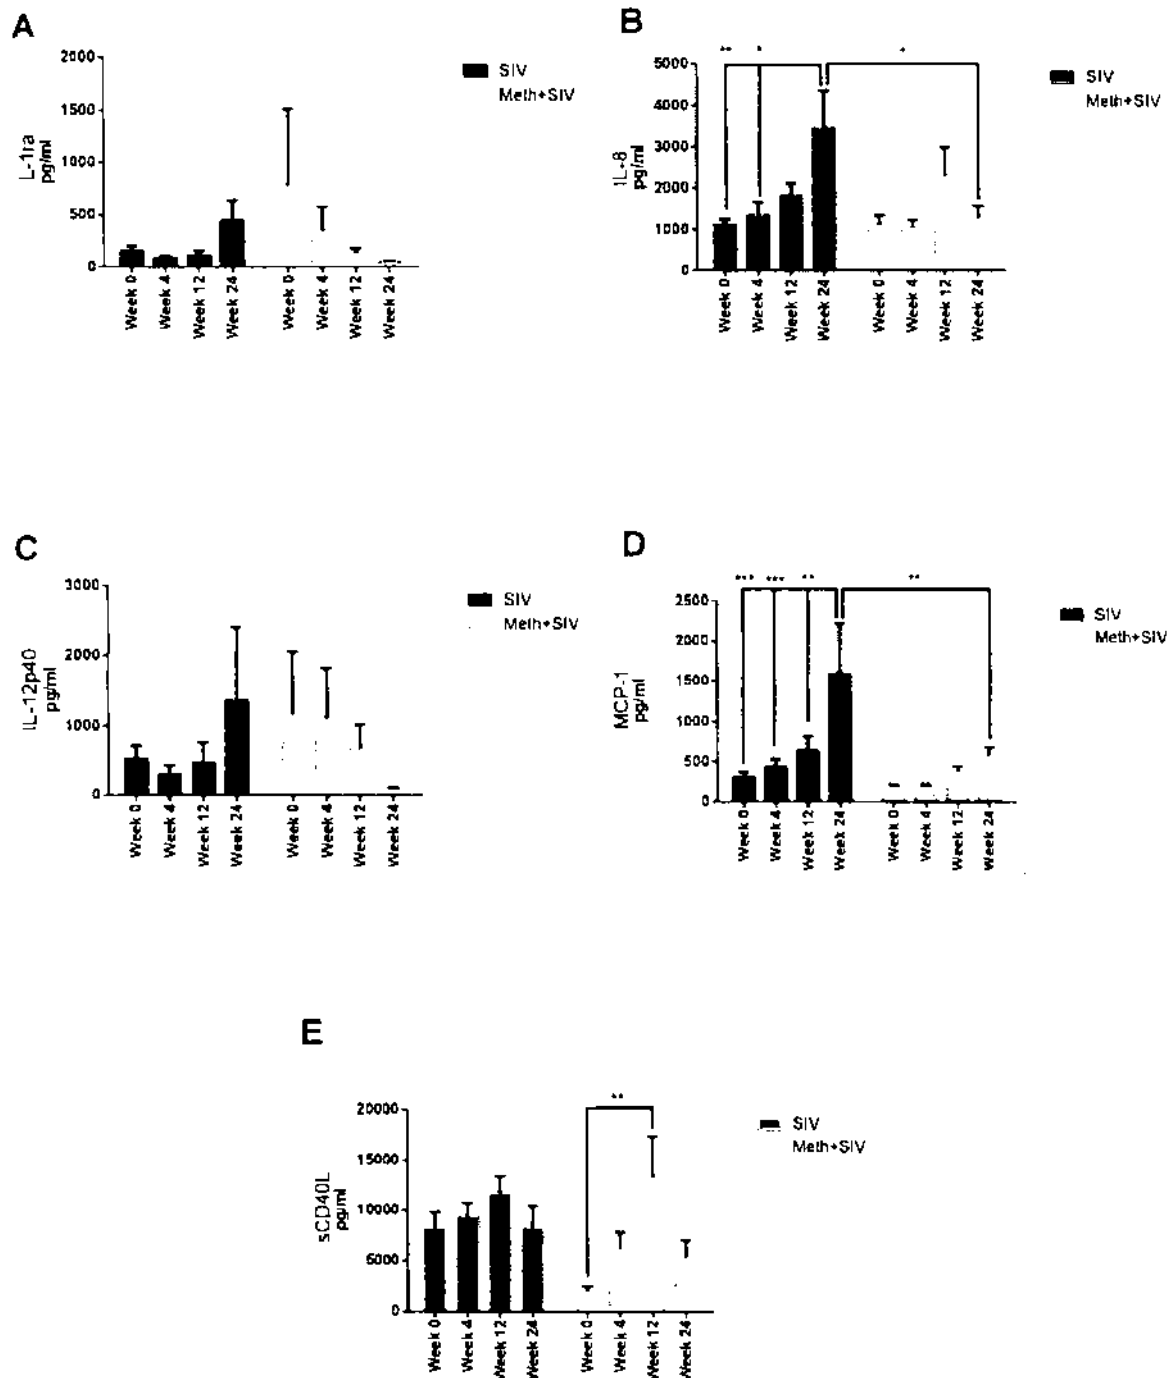 A
2000
1500
1000
500
0
L-1ra
pg/ml
SIV
Meth+SIV
Week 0
Week 4
Week 12
Week 24
Week 0
Week 4
Week 12
Week 24
B
** * *
5000
4000
3000
2000
1000
0
IL-8
pg/ml
SIV
Meth+SIV
Week 0
Week 4
Week 12
Week 24
Week 0
Week 4
Week 12
Week 24
C
3000
2000
1000
0
IL-12p40
pg/ml
SIV
Meth+SIV
Week 0
Week 4
Week 12
Week 24
Week 0
Week 4
Week 12
Week 24
D
*** *** ** **
2500
2000
1500
1000
500
0
MCP-1
pg/ml
SIV
Meth+SIV
Week 0
Week 4
Week 12
Week 24
Week 0
Week 4
Week 12
Week 24
E
**
20000
15000
10000
5000
0
sCD40L
pg/ml
SIV
Meth+SIV
Week 0
Week 4
Week 12
Week 24
Week 0
Week 4
Week 12
Week 24